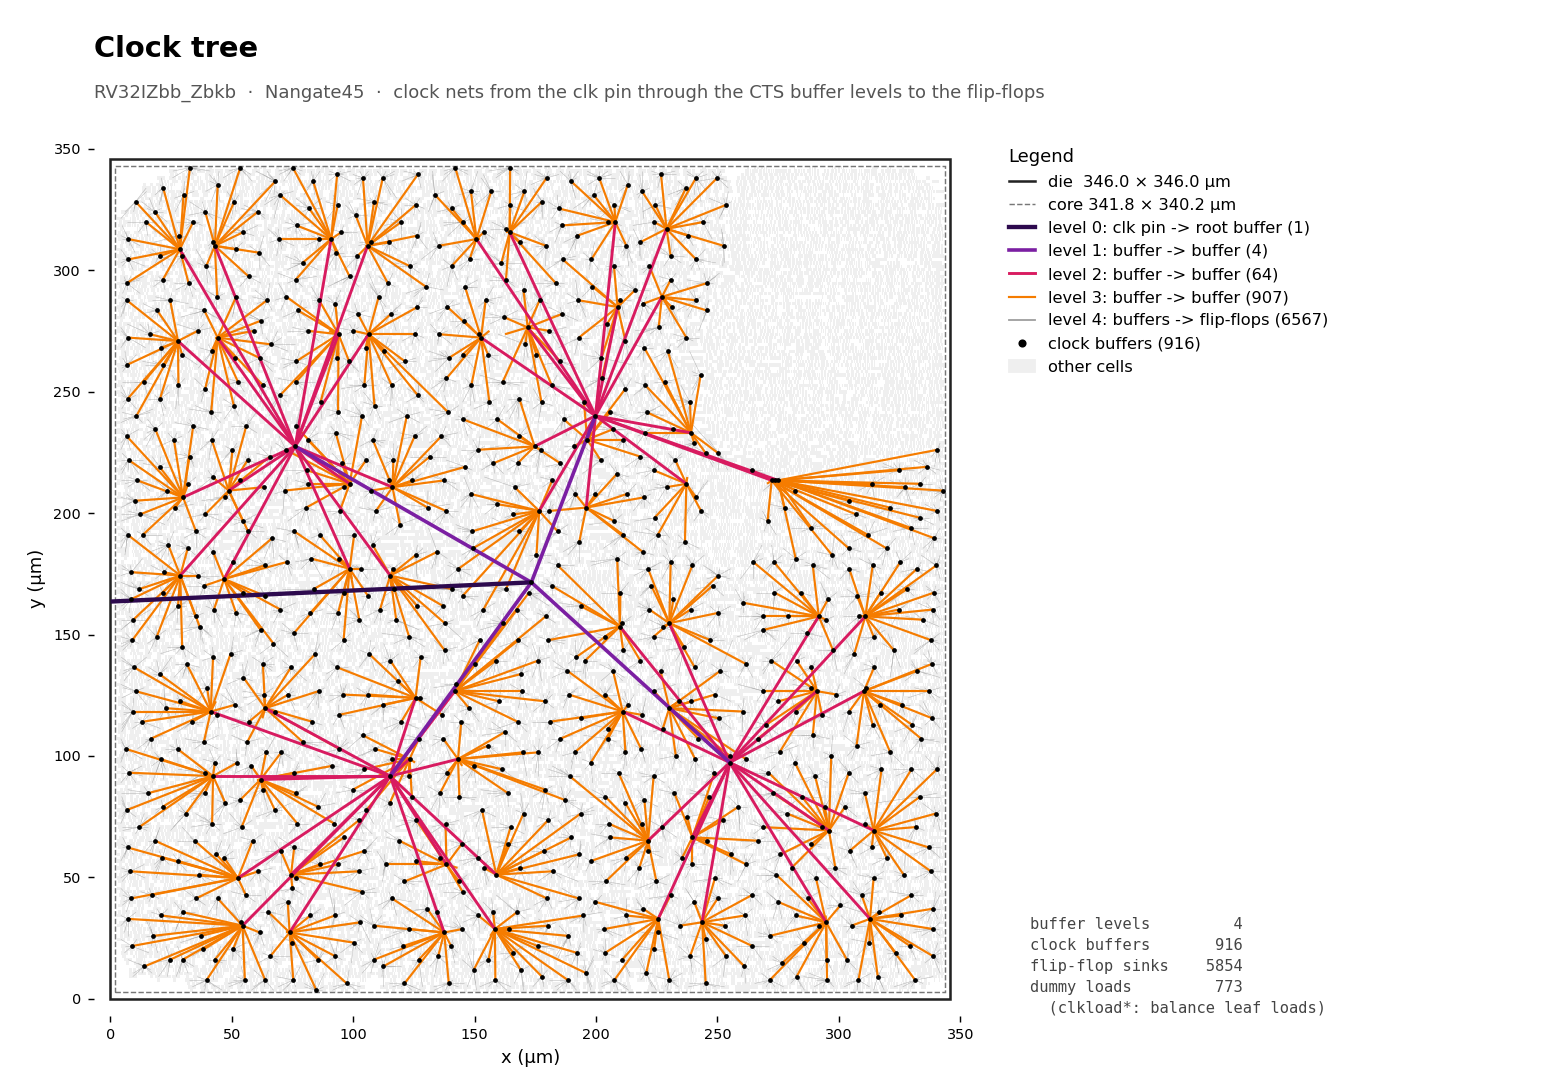 Clock tree
RV32IZbb_Zbkb · Nangate45 · clock nets from the clk pin through the CTS buffer levels to the flip-flops
350
300
250
200
150
100
50
0
y (μm)
0 50 100 150 200 250 300 350
x (μm)
Legend
die 346.0 × 346.0 μm
core 341.8 × 340.2 μm
level 0: clk pin -> root buffer (1)
level 1: buffer -> buffer (4)
level 2: buffer -> buffer (64)
level 3: buffer -> buffer (907)
level 4: buffers -> flip-flops (6567)
clock buffers (916)
other cells
buffer levels 4
clock buffers 916
flip-flop sinks 5854
dummy loads 773
(clkload*: balance leaf loads)